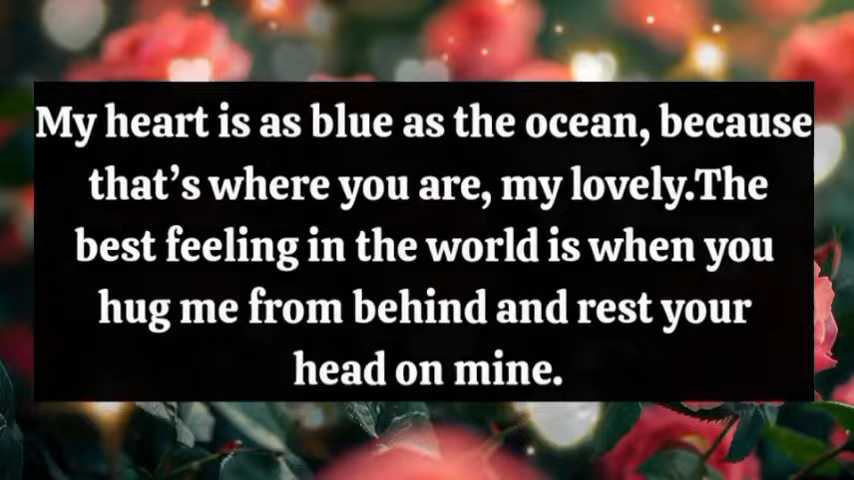 My heart is as blue as the ocean, because
that’s where you are, my lovely.The
best feeling in the world is when you
hug me from behind and rest your
head on mine.